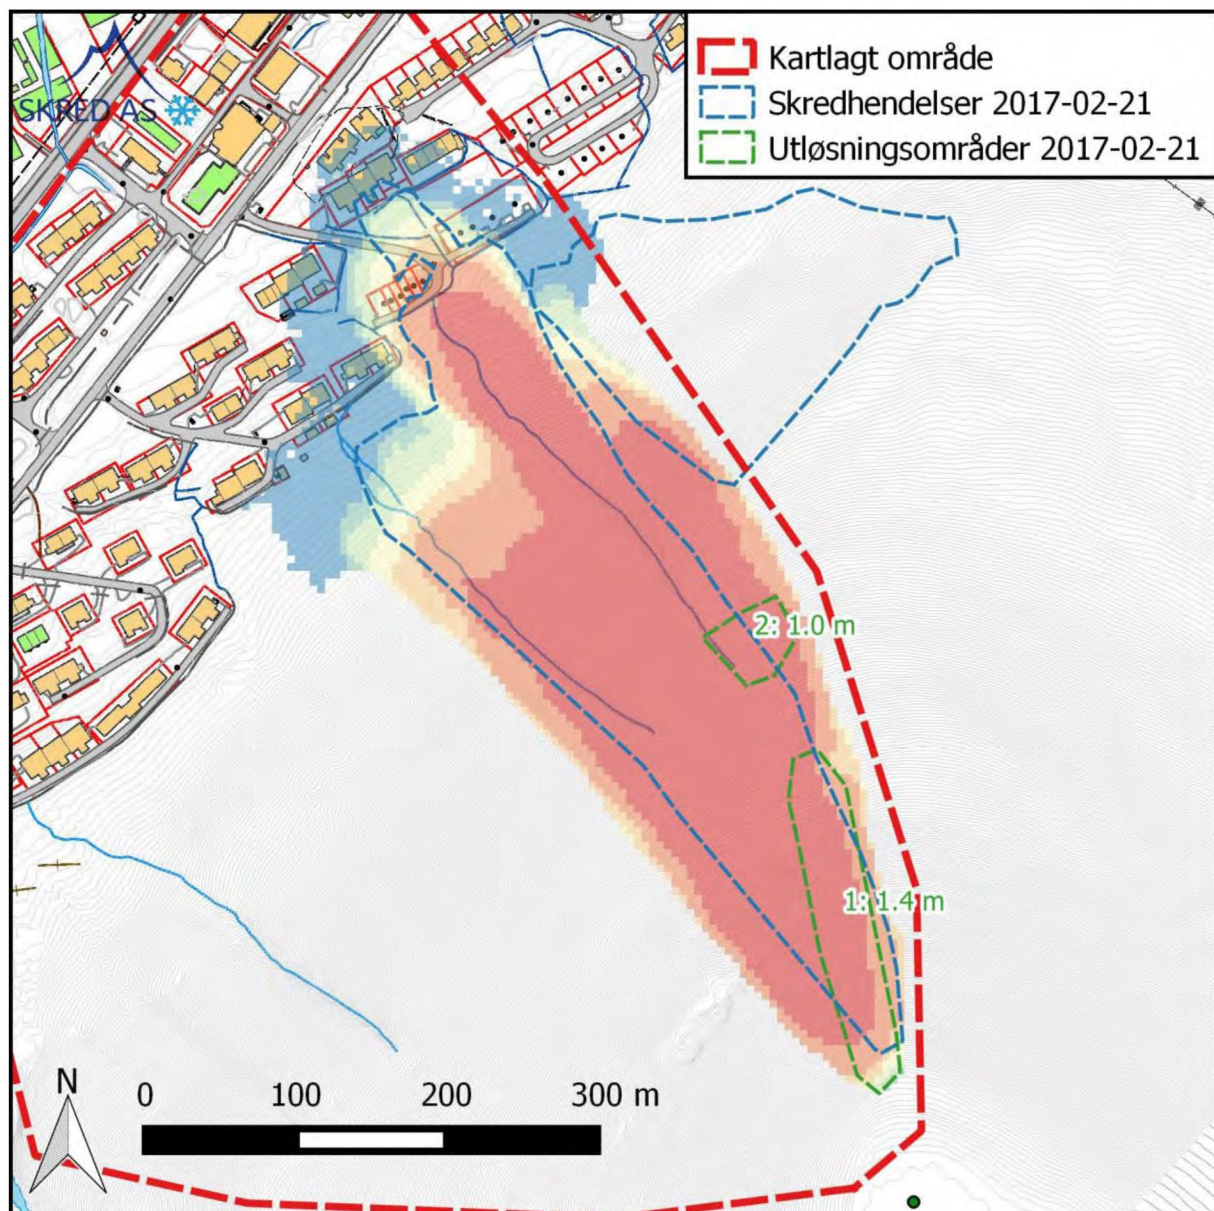 Kartlagt område
Skredhendelser 2017-02-21
Utløsningsområder 2017-02-21
SKRED AS
2: 1.0 m
1: 1.4 m
N
0 100 200 300 m